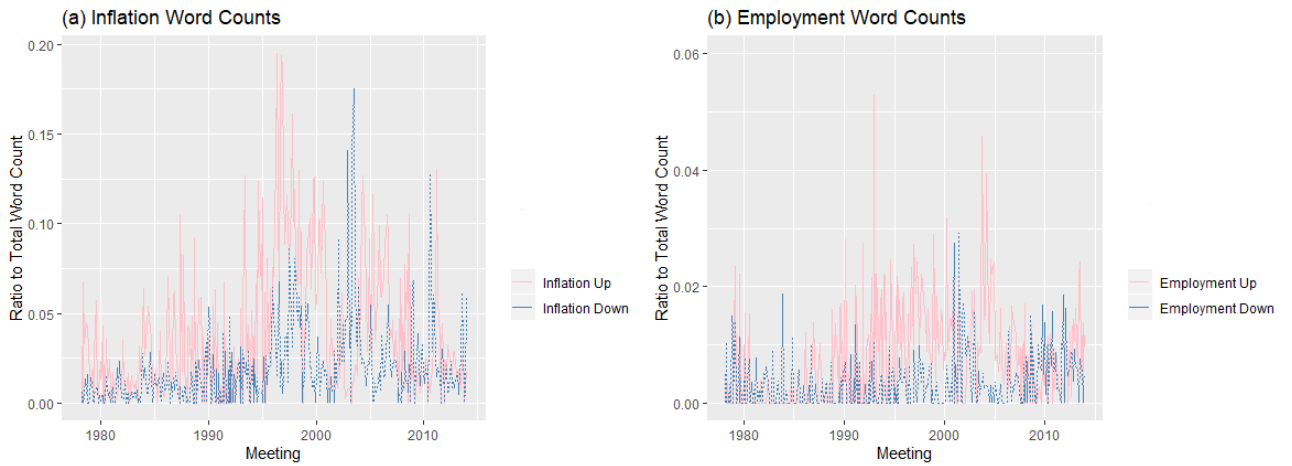 (a) Inflation Word Counts
Ratio to Total Word Count
0.20
0.15
0.10
0.05
0.00
1980 1990 2000 2010
Meeting
Inflation Up
Inflation Down
(b) Employment Word Counts
Ratio to Total Word Count
0.06
0.04
0.02
0.00
1980 1990 2000 2010
Meeting
Employment Up
Employment Down